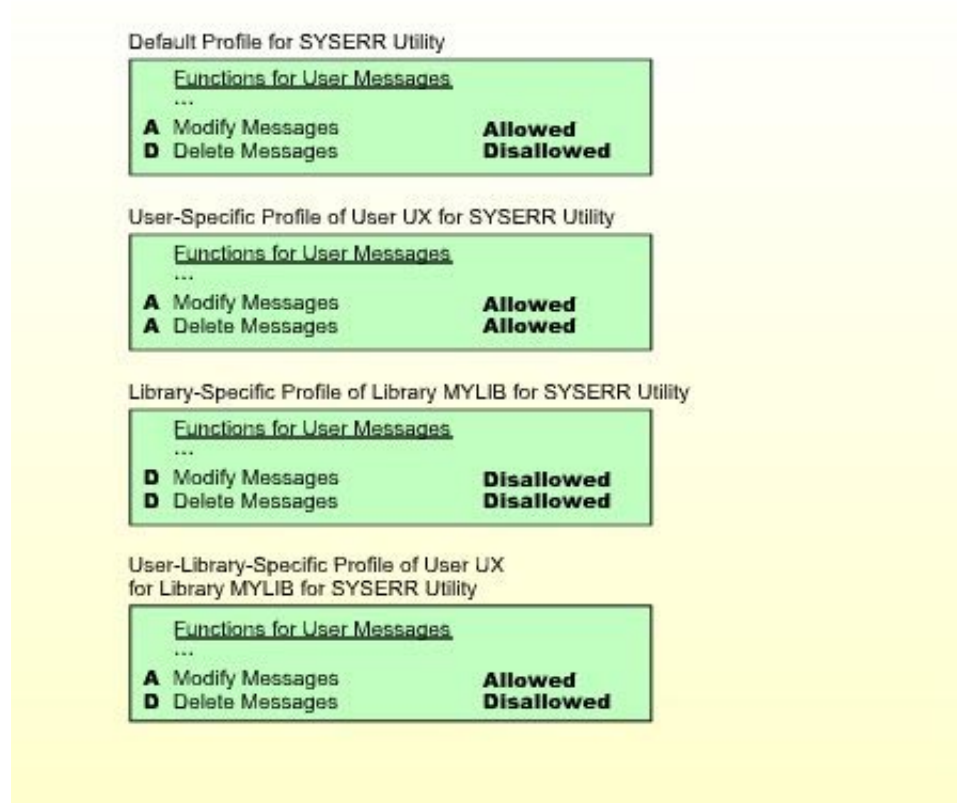 Default Profile for SYSERR Utility
Functions for User Messages
...
A Modify Messages Allowed
D Delete Messages Disallowed
User-Specific Profile of User UX for SYSERR Utility
Functions for User Messages
...
A Modify Messages Allowed
A Delete Messages Allowed
Library-Specific Profile of Library MYLIB for SYSERR Utility
Functions for User Messages
...
D Modify Messages Disallowed
D Delete Messages Disallowed
User-Library-Specific Profile of User UX
for Library MYLIB for SYSERR Utility
Functions for User Messages
...
A Modify Messages Allowed
D Delete Messages Disallowed